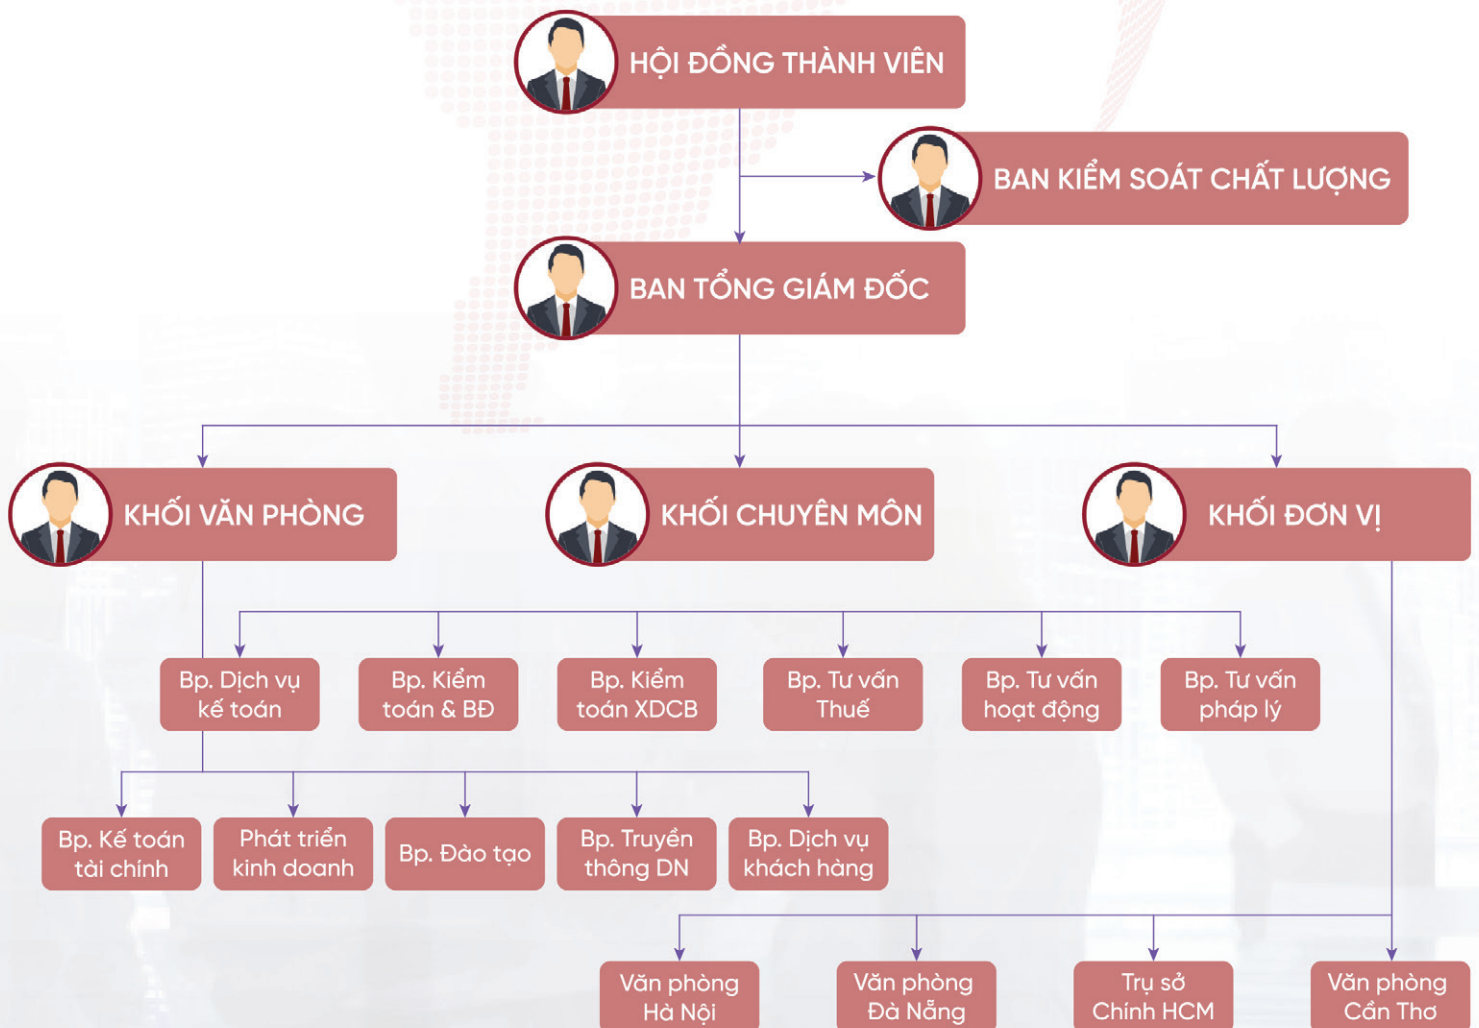 HỘI ĐỒNG THÀNH VIÊN
BAN KIỂM SOÁT CHẤT LƯỢNG
BAN TỔNG GIÁM ĐỐC
KHỐI VĂN PHÒNG
KHỐI CHUYÊN MÔN
KHỐI ĐƠN VỊ
Bp. Dịch vụ
kế toán
Bp. Kiểm
toán & BĐ
Bp. Kiểm
toán XDCB
Bp. Tư vấn
Thuế
Bp. Tư vấn
hoạt động
Bp. Tư vấn
pháp lý
Bp. Kế toán
tài chính
Phát triển
kinh doanh
Bp. Đào tạo
Bp. Truyền
thông DN
Bp. Dịch vụ
khách hàng
Văn phòng
Hà Nội
Văn phòng
Đà Nẵng
Trụ sở
Chính HCM
Văn phòng
Cần Thơ